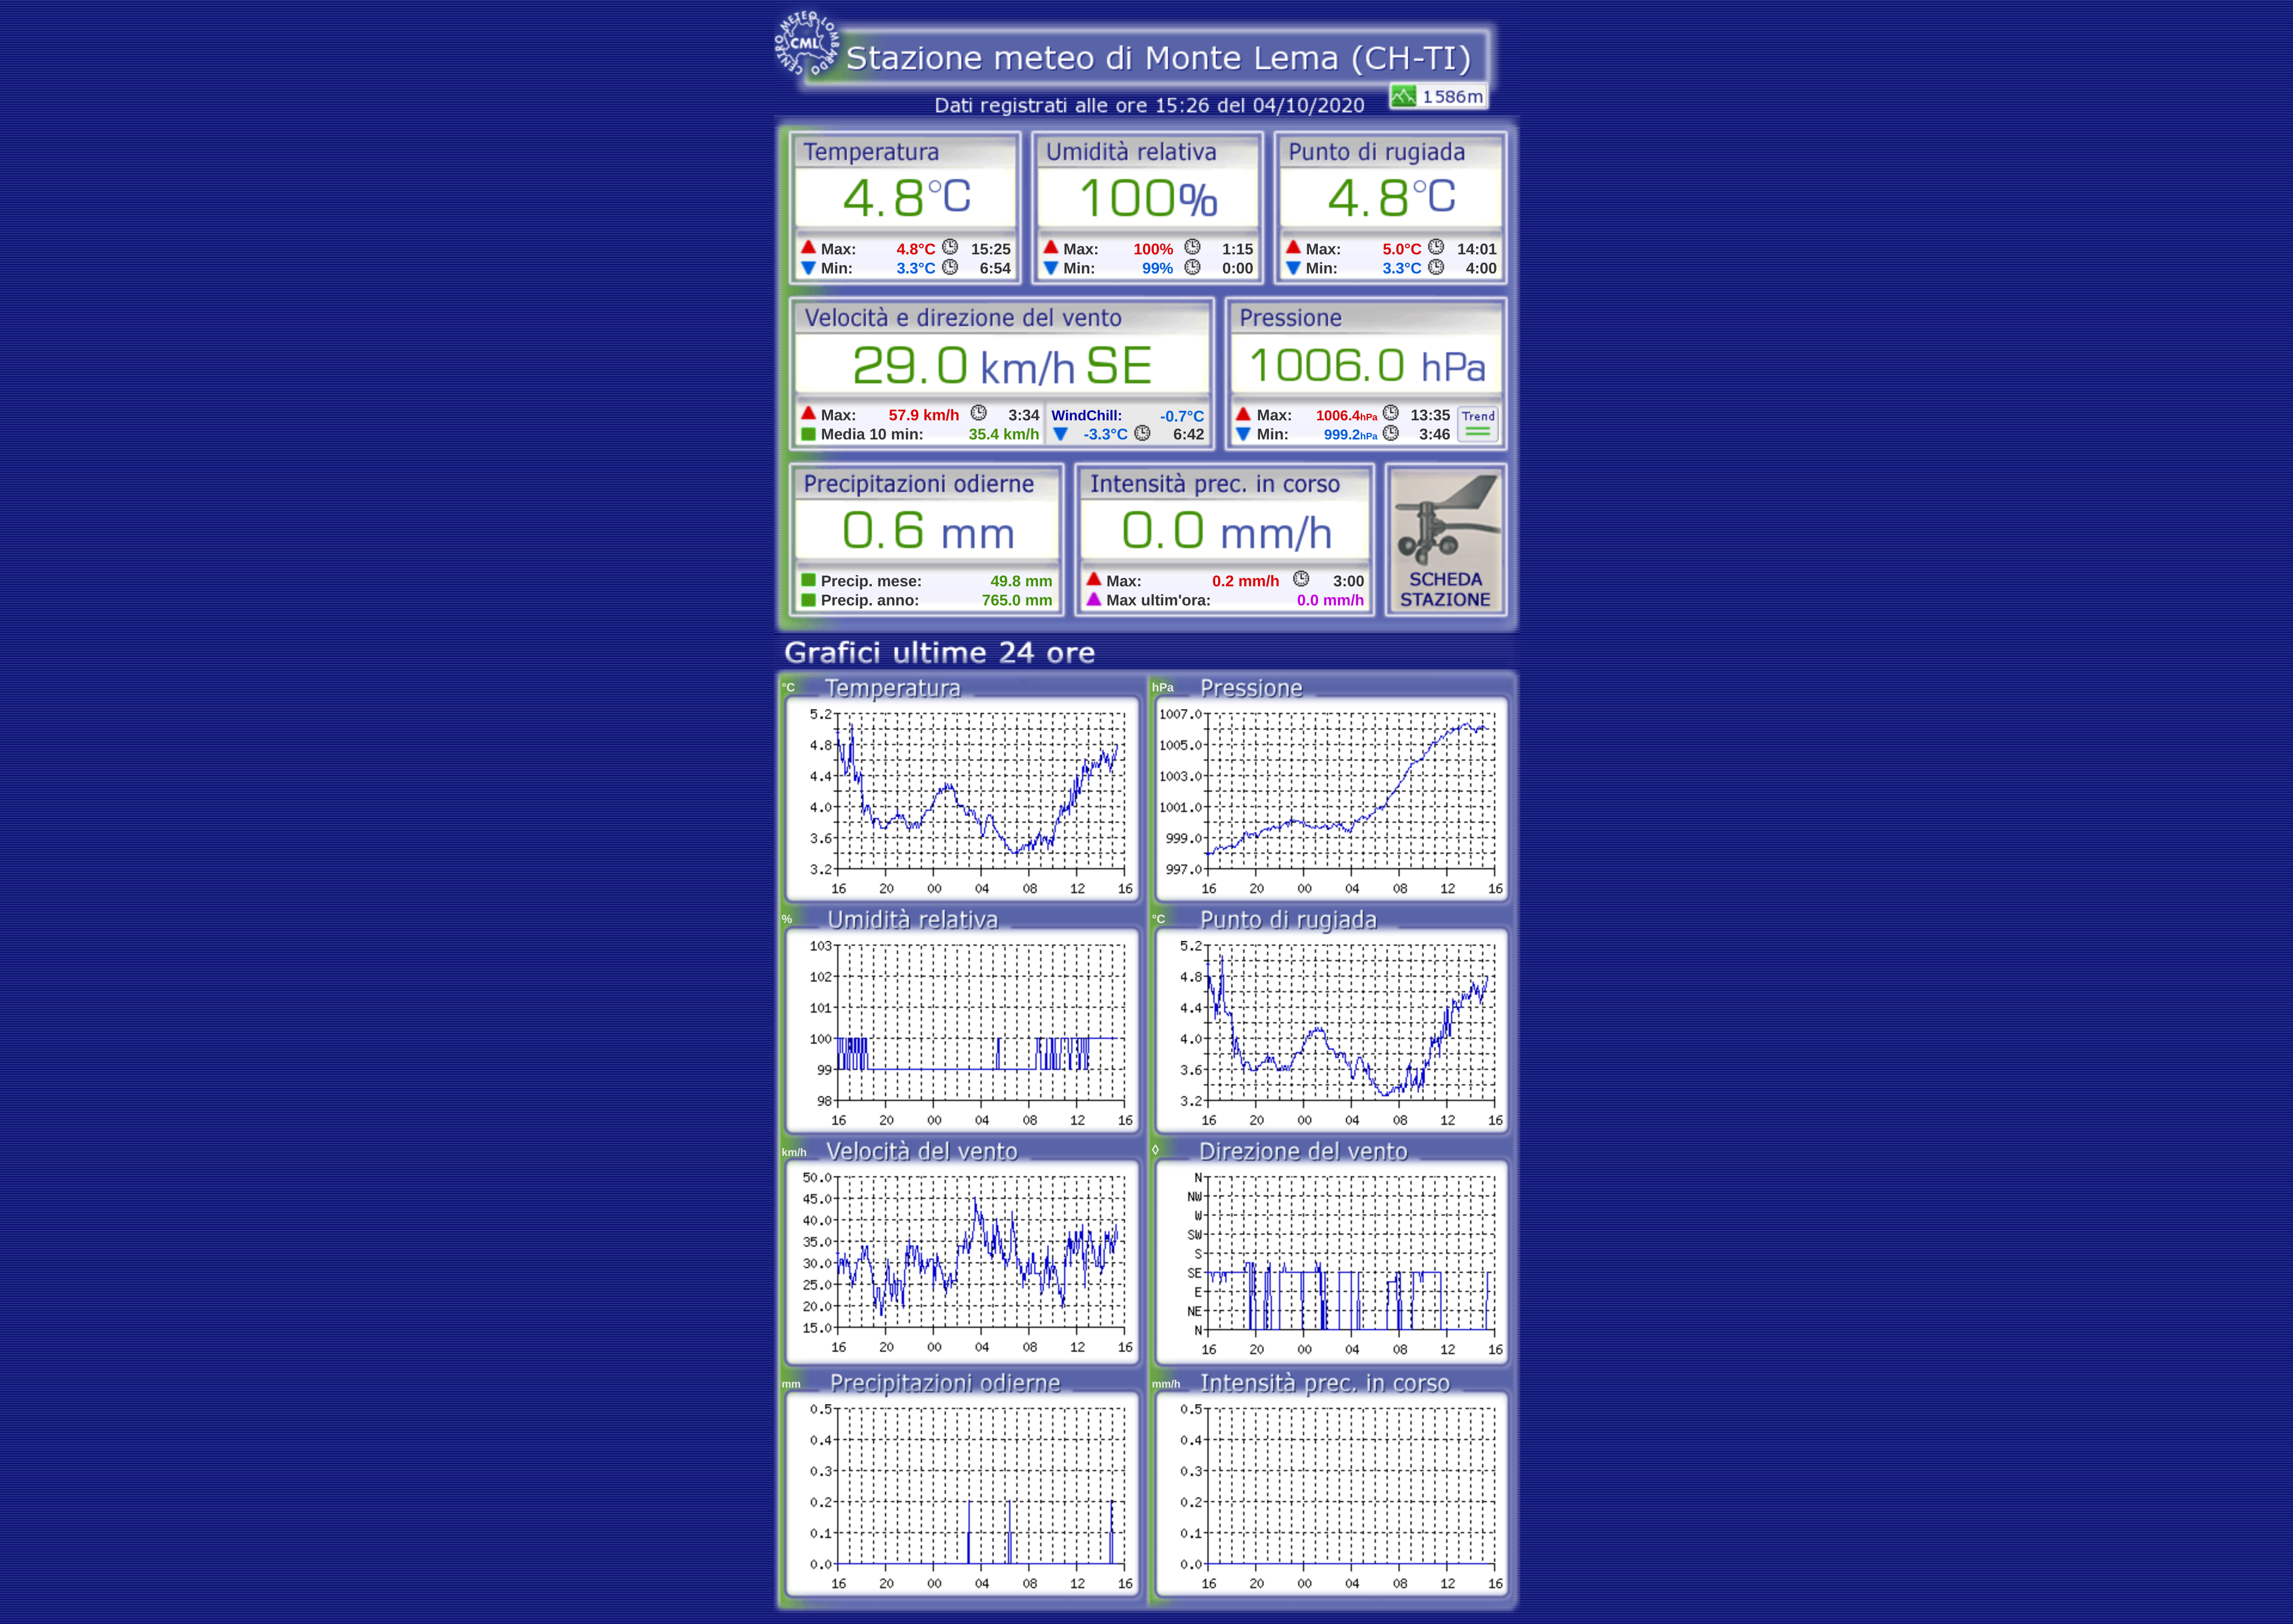 CENTRO METEO LOMBARDO
CML
Stazione meteo di Monte Lema (CH-TI)
Dati registrati alle ore 15:26 del 04/10/2020
1586m
Temperatura
4.8°C
Max: 4.8°C 15:25
Min: 3.3°C 6:54
Umidità relativa
100%
Max: 100% 1:15
Min: 99% 0:00
Punto di rugiada
4.8°C
Max: 5.0°C 14:01
Min: 3.3°C 4:00
Velocità e direzione del vento
29.0 km/h SE
Max: 57.9 km/h 3:34
Media 10 min: 35.4 km/h
WindChill: -0.7°C
-3.3°C 6:42
Pressione
1006.0 hPa
Max: 1006.4hPa 13:35
Min: 999.2hPa 3:46
Trend
Precipitazioni odierne
0.6 mm
Precip. mese: 49.8 mm
Precip. anno: 765.0 mm
Intensità prec. in corso
0.0 mm/h
Max: 0.2 mm/h 3:00
Max ultim'ora: 0.0 mm/h
SCHEDA
STAZIONE
Grafici ultime 24 ore
°C Temperatura
5.2
4.8
4.4
4.0
3.6
3.2
16 20 00 04 08 12 16
hPa Pressione
1007.0
1005.0
1003.0
1001.0
999.0
997.0
16 20 00 04 08 12 16
% Umidità relativa
103
102
101
100
99
98
16 20 00 04 08 12 16
°C Punto di rugiada
5.2
4.8
4.4
4.0
3.6
3.2
16 20 00 04 08 12 16
km/h Velocità del vento
50.0
45.0
40.0
35.0
30.0
25.0
20.0
15.0
16 20 00 04 08 12 16
◊ Direzione del vento
N
NW
W
SW
S
SE
E
NE
N
16 20 00 04 08 12 16
mm Precipitazioni odierne
0.5
0.4
0.3
0.2
0.1
0.0
16 20 00 04 08 12 16
mm/h Intensità prec. in corso
0.5
0.4
0.3
0.2
0.1
0.0
16 20 00 04 08 12 16